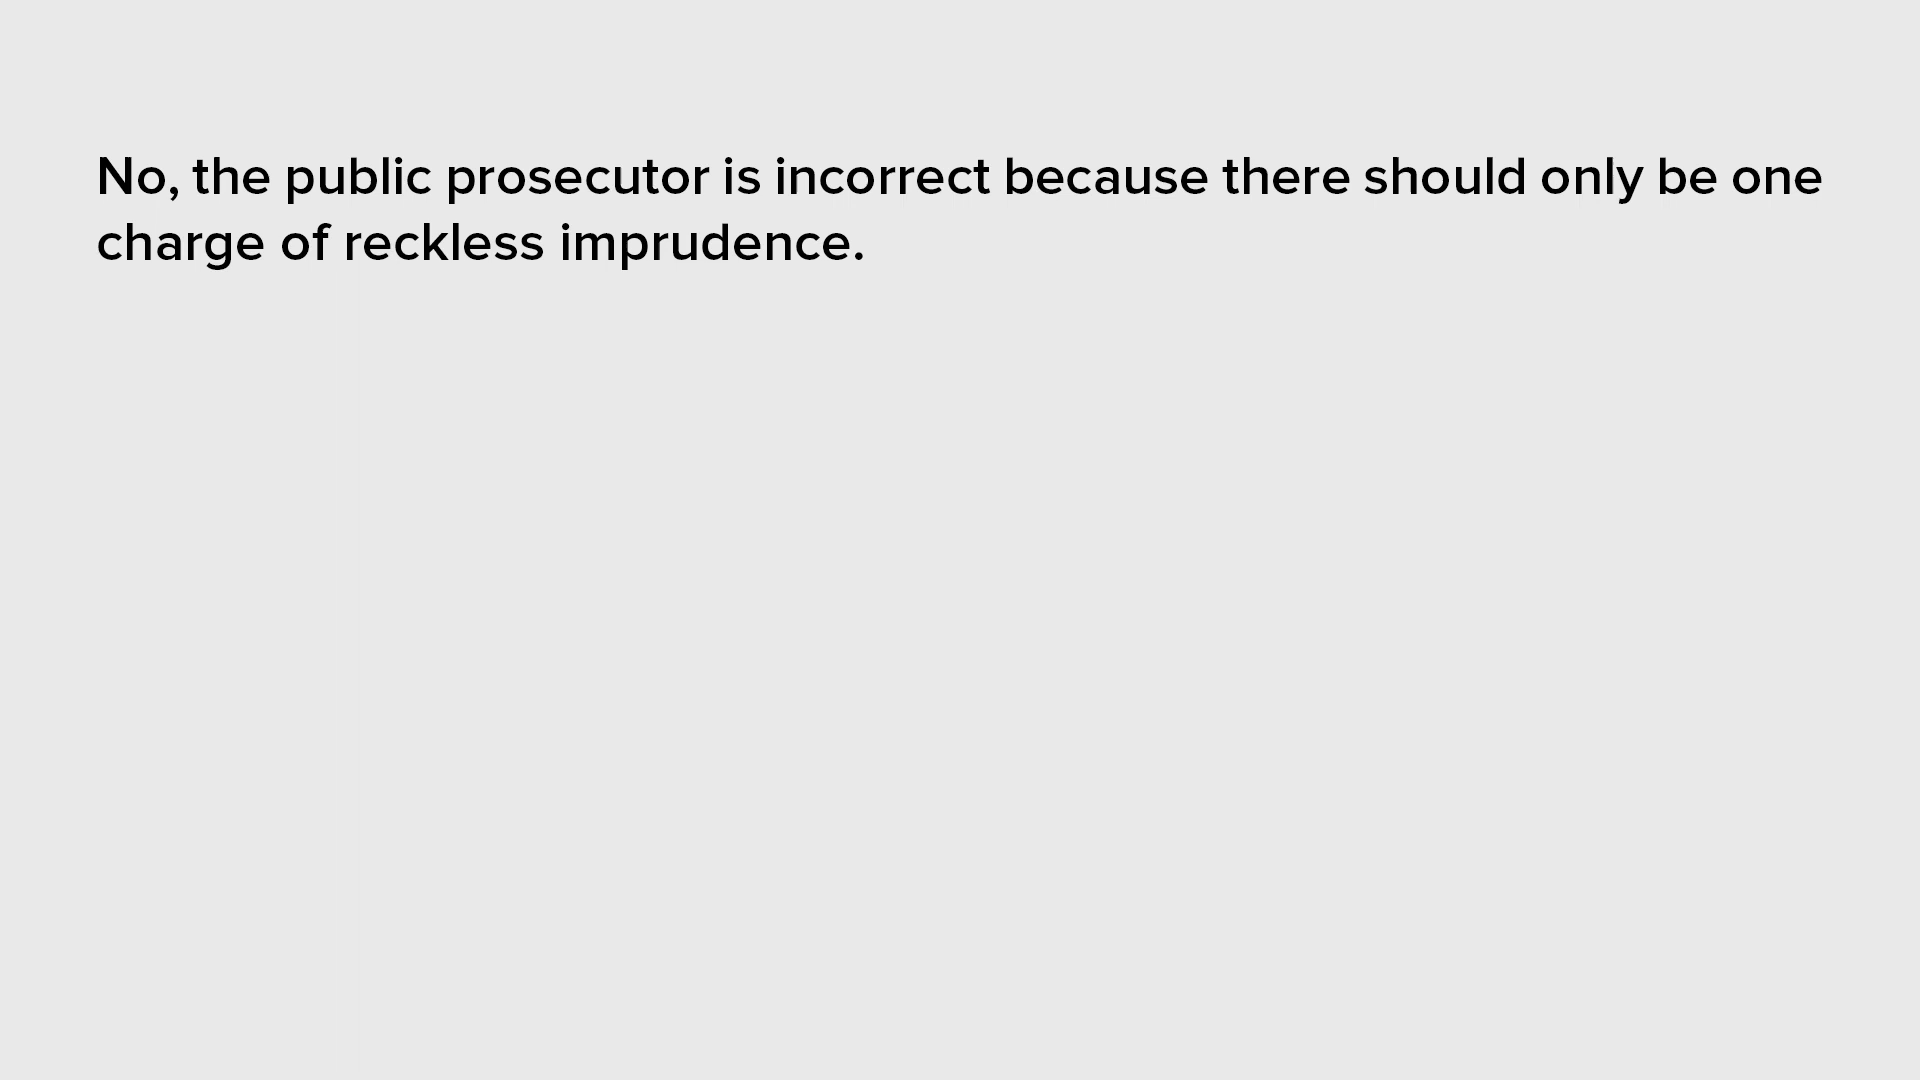 No, the public prosecutor is incorrect because there should only be one
charge of reckless imprudence.